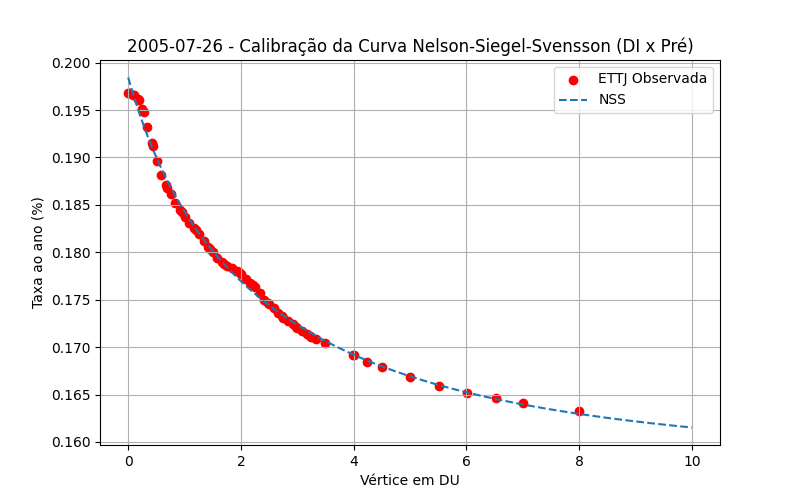 2005-07-26 - Calibração da Curva Nelson-Siegel-Svensson (DI x Pré)
0.200
0.195
0.190
0.185
0.180
0.175
0.170
0.165
0.160
Taxa ao ano (%)
ETTJ Observada
NSS
0 2 4 6 8 10
Vértice em DU